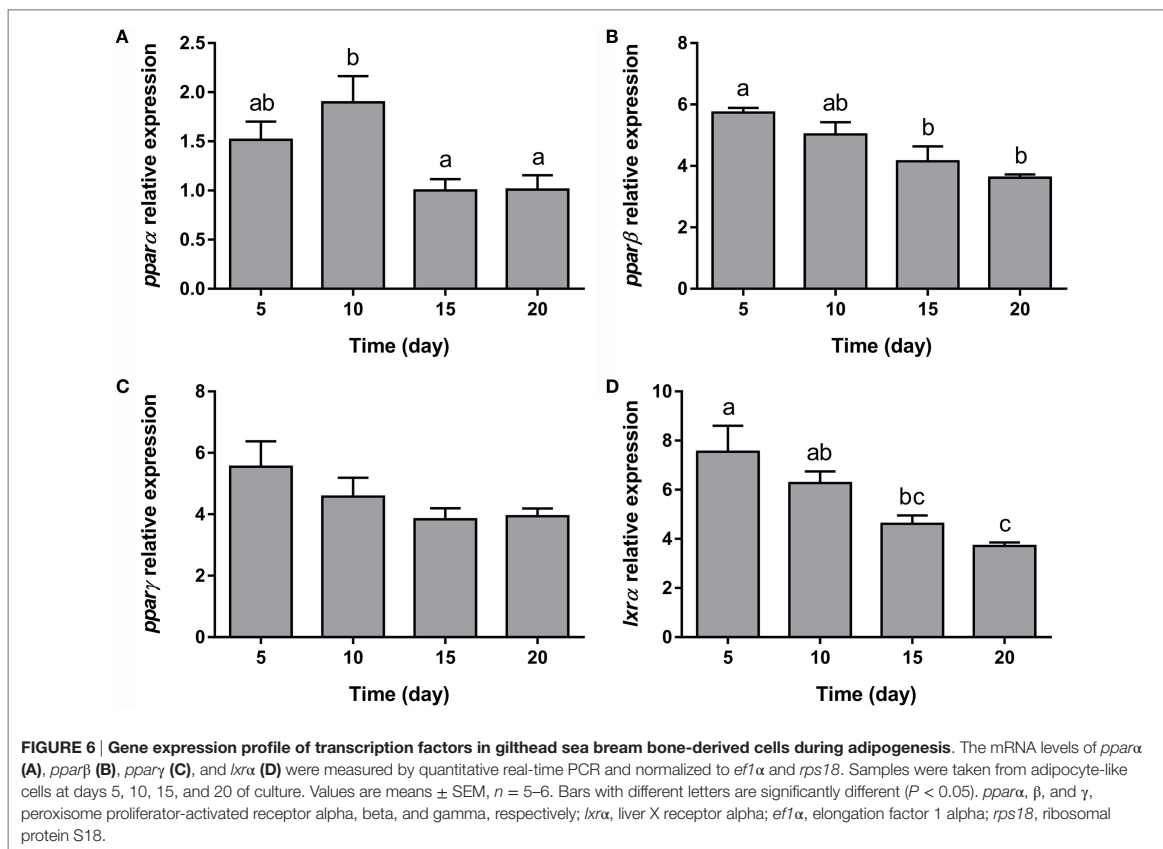 A
pparα relative expression
2.5
2.0
1.5
1.0
0.5
0.0
ab
b
a
a
5 10 15 20
Time (day)
B
pparβ relative expression
8
6
4
2
0
a
ab
b
b
5 10 15 20
Time (day)
C
pparγ relative expression
8
6
4
2
0
5 10 15 20
Time (day)
D
lxrα relative expression
10
8
6
4
2
0
a
ab
bc
c
5 10 15 20
Time (day)
FIGURE 6 | Gene expression profile of transcription factors in gilthead sea bream bone-derived cells during adipogenesis. The mRNA levels of pparα
(A), pparβ (B), pparγ (C), and lxrα (D) were measured by quantitative real-time PCR and normalized to ef1α and rps18. Samples were taken from adipocyte-like
cells at days 5, 10, 15, and 20 of culture. Values are means ± SEM, n = 5–6. Bars with different letters are significantly different (P < 0.05). pparα, β, and γ,
peroxisome proliferator-activated receptor alpha, beta, and gamma, respectively; lxrα, liver X receptor alpha; ef1α, elongation factor 1 alpha; rps18, ribosomal
protein S18.